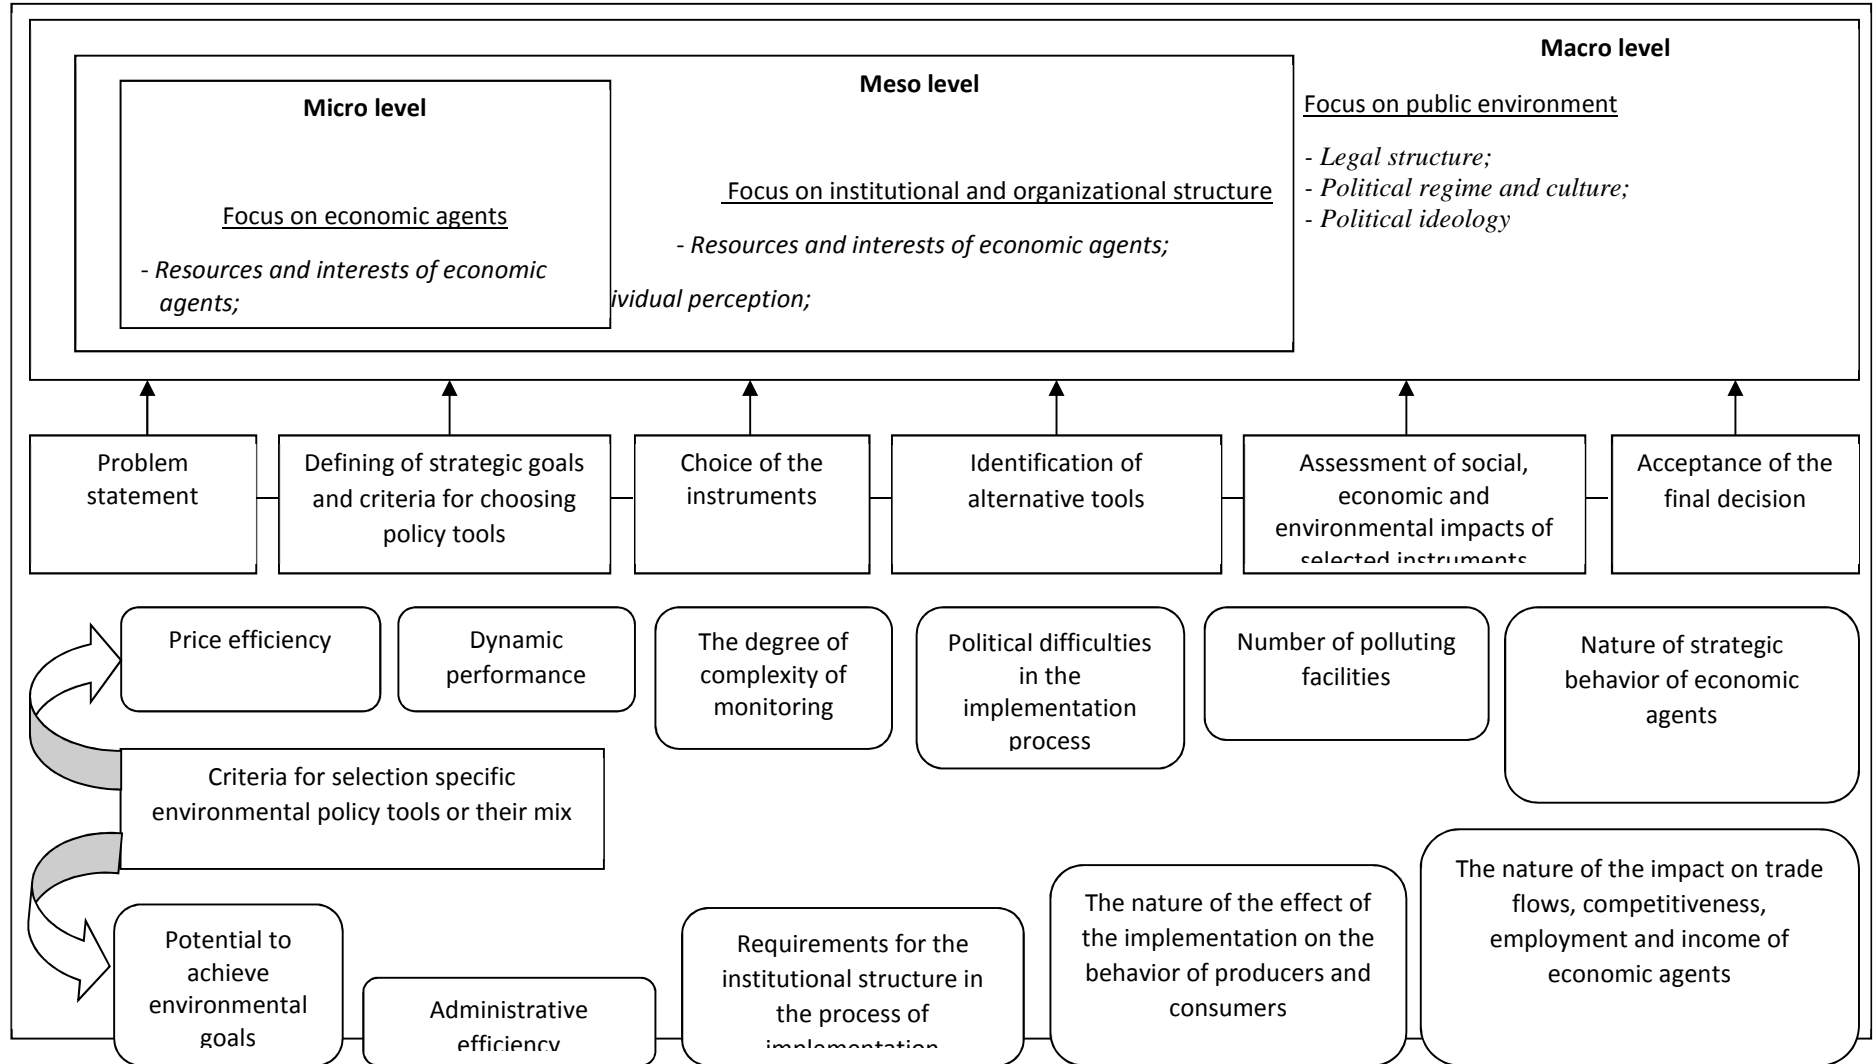 Macro level
Focus on public environment
- Legal structure;
- Political regime and culture;
- Political ideology
Meso level
Focus on institutional and organizational structure
- Resources and interests of economic agents;
ividual perception;
Micro level
Focus on economic agents
- Resources and interests of economic
agents;
Problem
statement
Defining of strategic goals
and criteria for choosing
policy tools
Choice of the
instruments
Identification of
alternative tools
Assessment of social,
economic and
environmental impacts of
selected instruments
Acceptance of the
final decision
Price efficiency
Dynamic
performance
The degree of
complexity of
monitoring
Political difficulties
in the
implementation
process
Number of polluting
facilities
Nature of strategic
behavior of economic
agents
Criteria for selection specific
environmental policy tools or their mix
Potential to
achieve
environmental
goals
Administrative
efficiency
Requirements for the
institutional structure in
the process of
implementation
The nature of the effect of
the implementation on the
behavior of producers and
consumers
The nature of the impact on trade
flows, competitiveness,
employment and income of
economic agents